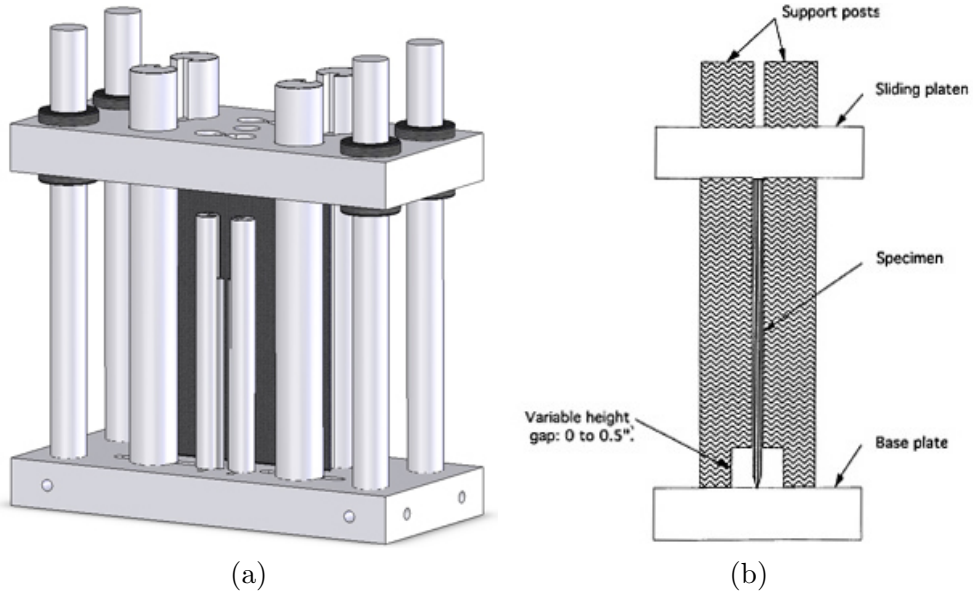 Support posts
Sliding platen
Specimen
Variable height
gap: 0 to 0.5".
Base plate
(a)
(b)